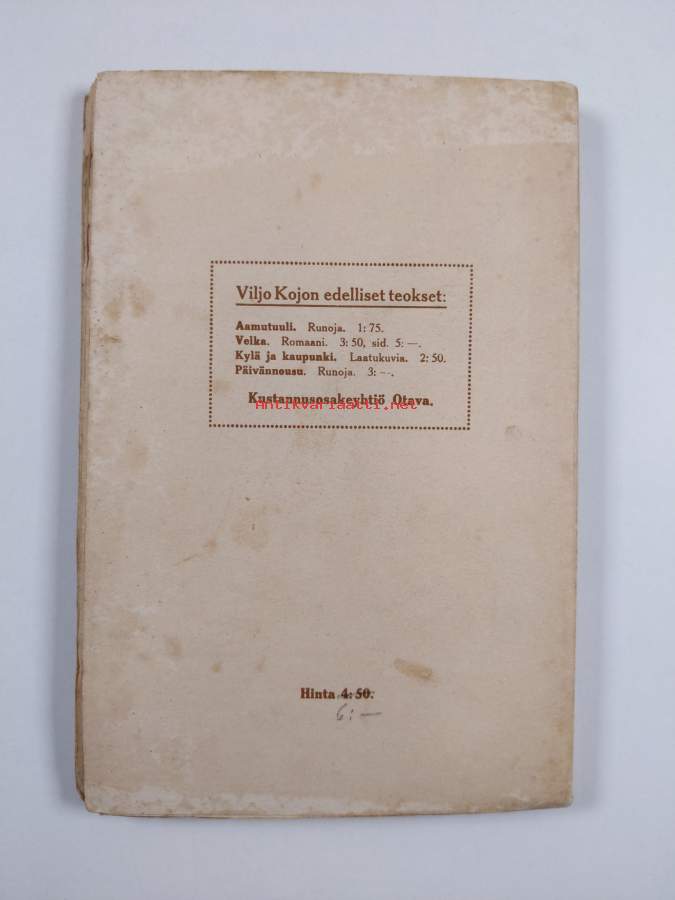 Viljo Kojon edelliset teokset:
Aamutuuli. Runoja. 1: 75.
Velka. Romaani. 3: 50, sid. 5: —.
Kylä ja kaupunki. Laatukuvia. 2: 50.
Päivännousu. Runoja. 3: —.
Kustannusosakeyhtiö Otava.
Antikvariaatti.net
Hinta 4: 50.
6: —